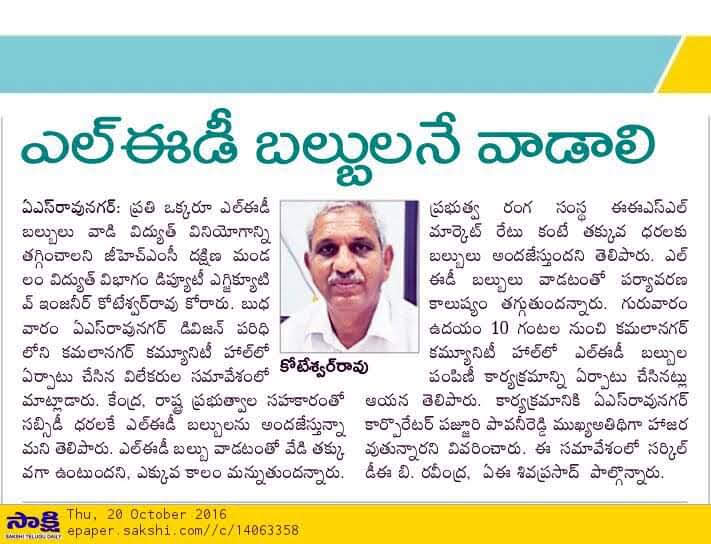 ఎల్ఈడీ బల్బులనే వాడాలి
ఏఎస్‌రావునగర్: ప్రతి ఒక్కరూ ఎల్ఈడీ
బల్బులు వాడి విద్యుత్ వినియోగాన్ని
తగ్గించాలని జీహెచ్ఎంసీ దక్షిణ మండ
లం విద్యుత్ విభాగం డిప్యూటీ ఎగ్జిక్యూటి
వ్ ఇంజనీర్ కోటేశ్వర్‌రావు కోరారు. బుధ
వారం ఏఎస్‌రావునగర్ డివిజన్ పరిధి
లోని కమలానగర్ కమ్యూనిటీ హాల్‌లో
ఏర్పాటు చేసిన విలేకరుల సమావేశంలో
మాట్లాడారు. కేంద్ర, రాష్ట్ర ప్రభుత్వాల సహకారంతో
సబ్సిడీ ధరలకే ఎల్ఈడీ బల్బులను అందజేస్తున్నా
మని తెలిపారు. ఎల్ఈడీ బల్బు వాడటంతో వేడి తక్కు
వగా ఉంటుందని, ఎక్కువ కాలం మన్నుతుందన్నారు.
కోటేశ్వర్‌రావు
ప్రభుత్వ రంగ సంస్థ ఈఈఎస్ఎల్
మార్కెట్ రేటు కంటే తక్కువ ధరలకు
బల్బులు అందజేస్తుందని తెలిపారు. ఎల్
ఈడీ బల్బులు వాడటంతో పర్యావరణ
కాలుష్యం తగ్గుతుందన్నారు. గురువారం
ఉదయం 10 గంటల నుంచి కమలానగర్
కమ్యూనిటీ హాల్‌లో ఎల్ఈడీ బల్బుల
పంపిణీ కార్యక్రమాన్ని ఏర్పాటు చేసినట్లు
ఆయన తెలిపారు. కార్యక్రమానికి ఏఎస్‌రావునగర్
కార్పొరేటర్ పజ్జూరి పావనీరెడ్డి ముఖ్యఅతిథిగా హాజర
వుతున్నారని వివరించారు. ఈ సమావేశంలో సర్కిల్
డీఈ బి. రవీంద్ర, ఏఈ శివప్రసాద్ పాల్గొన్నారు.
సాక్షి
SAKSHI TELUGU DAILY
Thu, 20 October 2016
epaper.sakshi.com//c/14063358